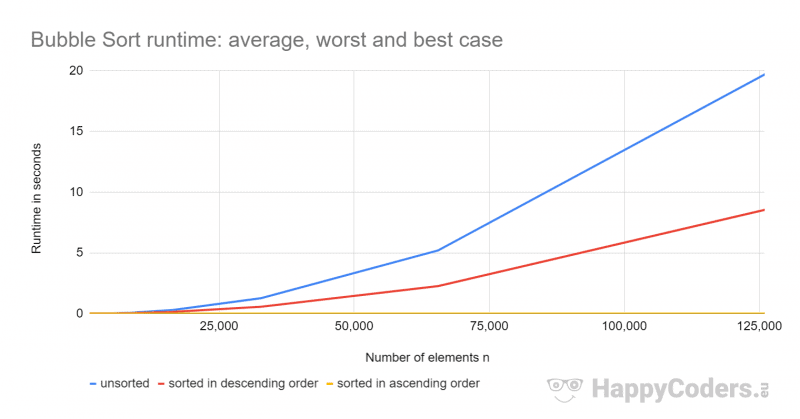 Bubble Sort runtime: average, worst and best case
20
15
10
5
0
Runtime in seconds
25,000 50,000 75,000 100,000 125,000
Number of elements n
unsorted sorted in descending order sorted in ascending order
HappyCoders.eu